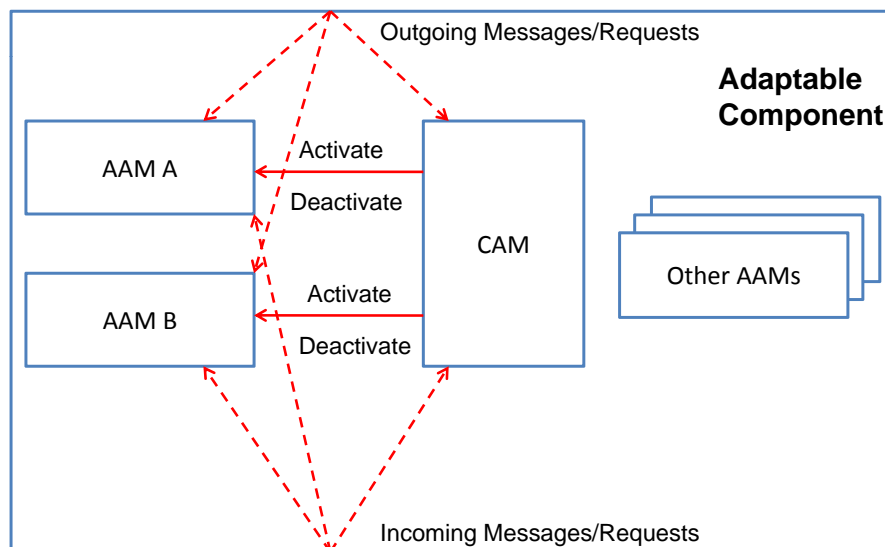 Outgoing Messages/Requests
Adaptable
Component
AAM A
Activate
Deactivate
CAM
Other AAMs
AAM B
Activate
Deactivate
Incoming Messages/Requests